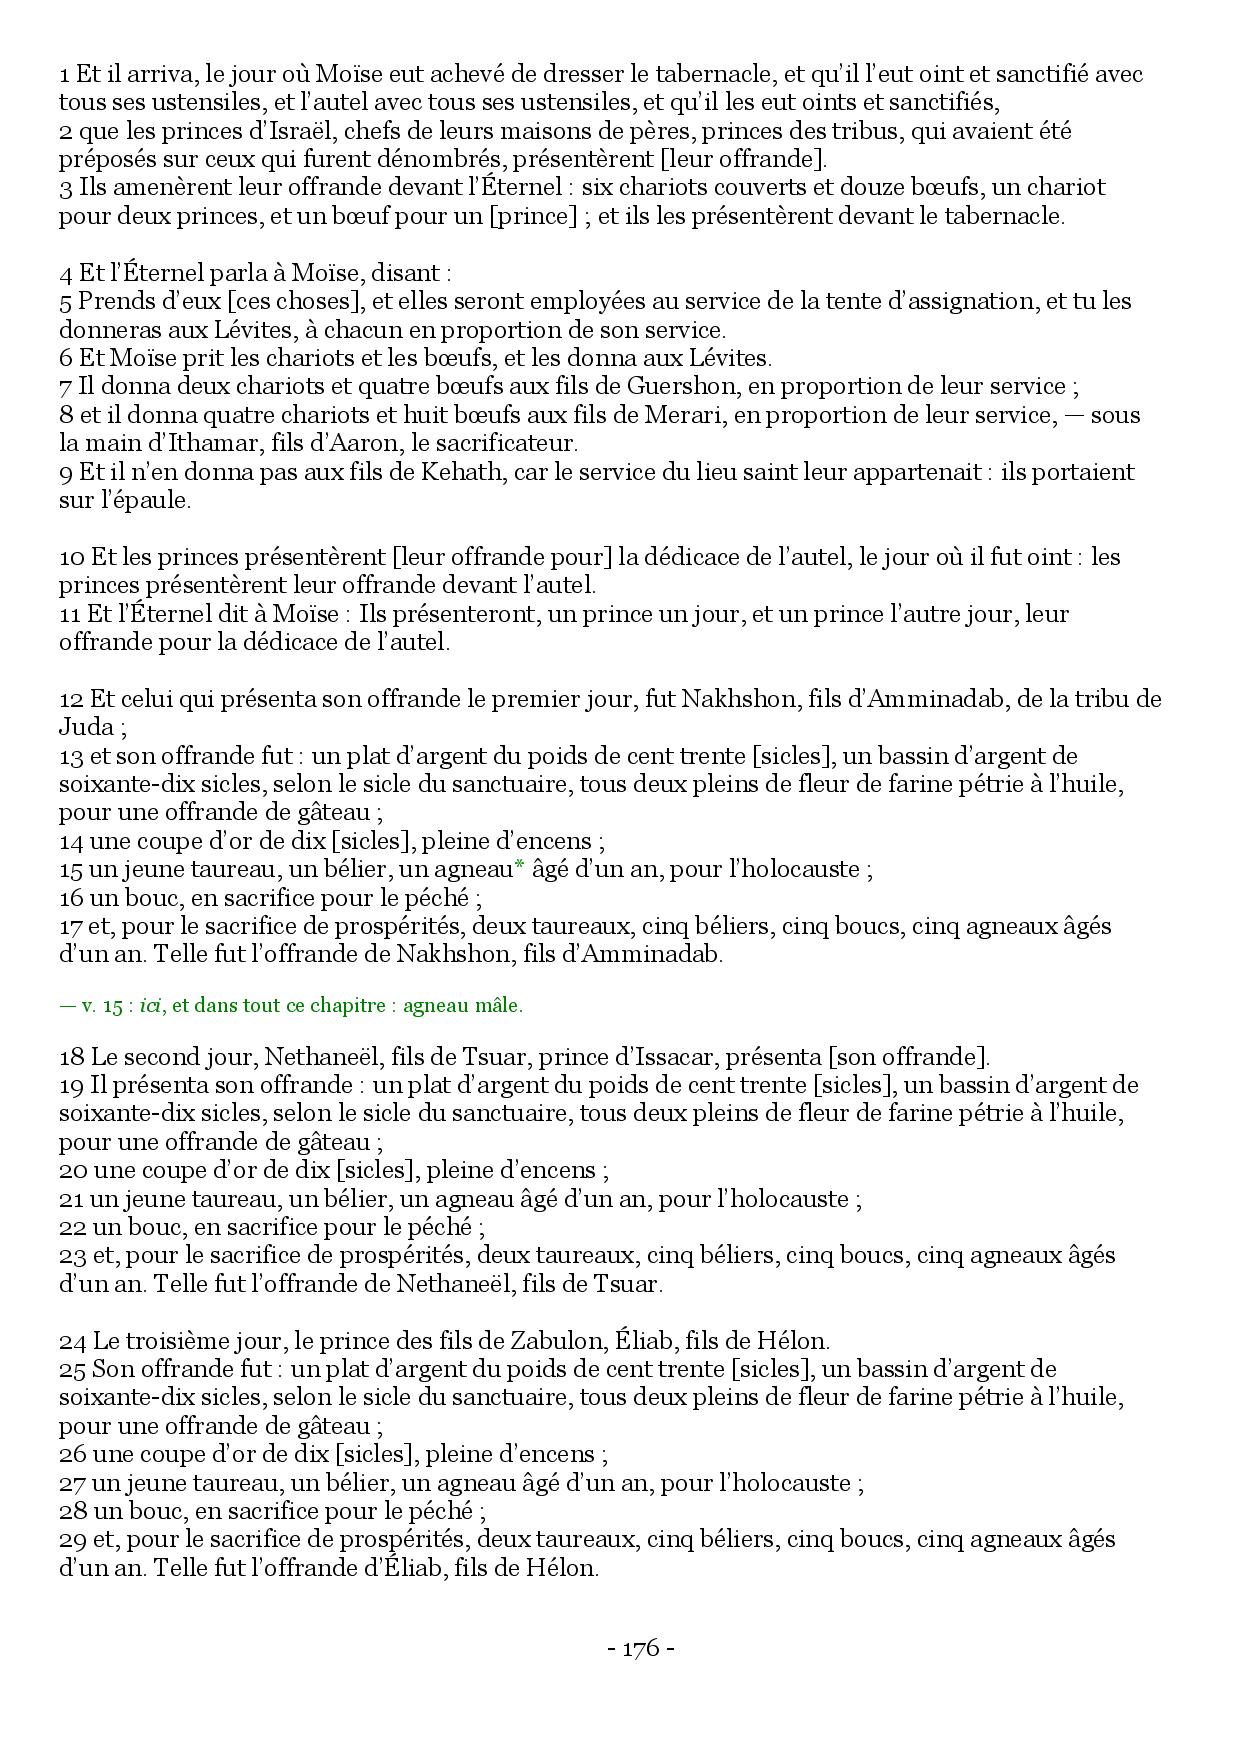 1 Et il arriva, le jour où Moïse eut achevé de dresser le tabernacle, et qu’il l’eut oint et sanctifié avec
tous ses ustensiles, et l’autel avec tous ses ustensiles, et qu’il les eut oints et sanctifiés,
2 que les princes d’Israël, chefs de leurs maisons de pères, princes des tribus, qui avaient été
préposés sur ceux qui furent dénombrés, présentèrent [leur offrande].
3 Ils amenèrent leur offrande devant l’Éternel : six chariots couverts et douze bœufs, un chariot
pour deux princes, et un bœuf pour un [prince] ; et ils les présentèrent devant le tabernacle.
4 Et l’Éternel parla à Moïse, disant :
5 Prends d’eux [ces choses], et elles seront employées au service de la tente d’assignation, et tu les
donneras aux Lévites, à chacun en proportion de son service.
6 Et Moïse prit les chariots et les bœufs, et les donna aux Lévites.
7 Il donna deux chariots et quatre bœufs aux fils de Guershon, en proportion de leur service ;
8 et il donna quatre chariots et huit bœufs aux fils de Merari, en proportion de leur service, — sous
la main d’Ithamar, fils d’Aaron, le sacrificateur.
9 Et il n’en donna pas aux fils de Kehath, car le service du lieu saint leur appartenait : ils portaient
sur l’épaule.
10 Et les princes présentèrent [leur offrande pour] la dédicace de l’autel, le jour où il fut oint : les
princes présentèrent leur offrande devant l’autel.
11 Et l’Éternel dit à Moïse : Ils présenteront, un prince un jour, et un prince l’autre jour, leur
offrande pour la dédicace de l’autel.
12 Et celui qui présenta son offrande le premier jour, fut Nakhshon, fils d’Amminadab, de la tribu de
Juda ;
13 et son offrande fut : un plat d’argent du poids de cent trente [sicles], un bassin d’argent de
soixante-dix sicles, selon le sicle du sanctuaire, tous deux pleins de fleur de farine pétrie à l’huile,
pour une offrande de gâteau ;
14 une coupe d’or de dix [sicles], pleine d’encens ;
15 un jeune taureau, un bélier, un agneau* âgé d’un an, pour l’holocauste ;
16 un bouc, en sacrifice pour le péché ;
17 et, pour le sacrifice de prospérités, deux taureaux, cinq béliers, cinq boucs, cinq agneaux âgés
d’un an. Telle fut l’offrande de Nakhshon, fils d’Amminadab.
— v. 15 : ici, et dans tout ce chapitre : agneau mâle.
18 Le second jour, Nethaneël, fils de Tsuar, prince d’Issacar, présenta [son offrande].
19 Il présenta son offrande : un plat d’argent du poids de cent trente [sicles], un bassin d’argent de
soixante-dix sicles, selon le sicle du sanctuaire, tous deux pleins de fleur de farine pétrie à l’huile,
pour une offrande de gâteau ;
20 une coupe d’or de dix [sicles], pleine d’encens ;
21 un jeune taureau, un bélier, un agneau âgé d’un an, pour l’holocauste ;
22 un bouc, en sacrifice pour le péché ;
23 et, pour le sacrifice de prospérités, deux taureaux, cinq béliers, cinq boucs, cinq agneaux âgés
d’un an. Telle fut l’offrande de Nethaneël, fils de Tsuar.
24 Le troisième jour, le prince des fils de Zabulon, Éliab, fils de Hélon.
25 Son offrande fut : un plat d’argent du poids de cent trente [sicles], un bassin d’argent de
soixante-dix sicles, selon le sicle du sanctuaire, tous deux pleins de fleur de farine pétrie à l’huile,
pour une offrande de gâteau ;
26 une coupe d’or de dix [sicles], pleine d’encens ;
27 un jeune taureau, un bélier, un agneau âgé d’un an, pour l’holocauste ;
28 un bouc, en sacrifice pour le péché ;
29 et, pour le sacrifice de prospérités, deux taureaux, cinq béliers, cinq boucs, cinq agneaux âgés
d’un an. Telle fut l’offrande d’Éliab, fils de Hélon.
- 176 -